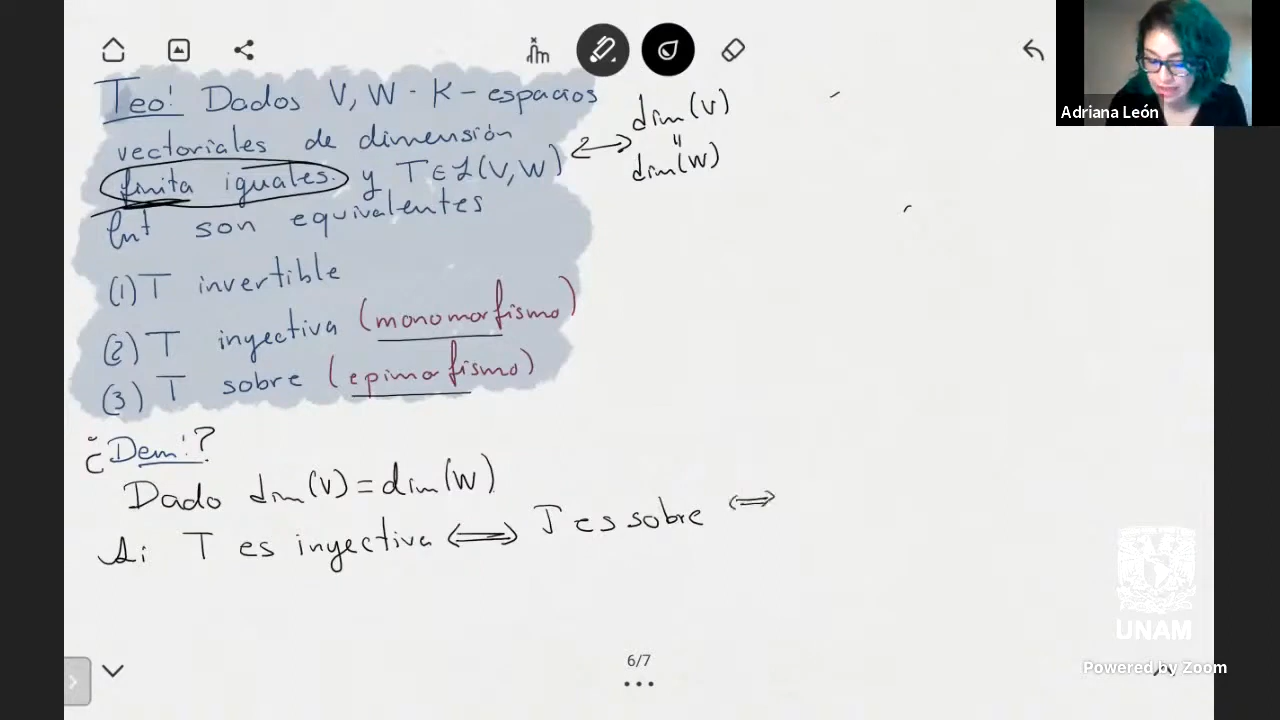 Teo! Dados V, W · K - espacios
vectoriales de dimensión
finita iguales. y T ∈ L(V, W)
Ent son equivalentes
(1) T invertible
(2) T inyectiva (monomorfismo)
(3) T sobre (epimorfismo)
dim(V)
=
dim(W)
¿Dem!?
Dado dim(V) = dim(W)
Si T es inyectiva ⟺ T es sobre ⟺
Adriana León
UNAM
Powered by Zoom
6/7